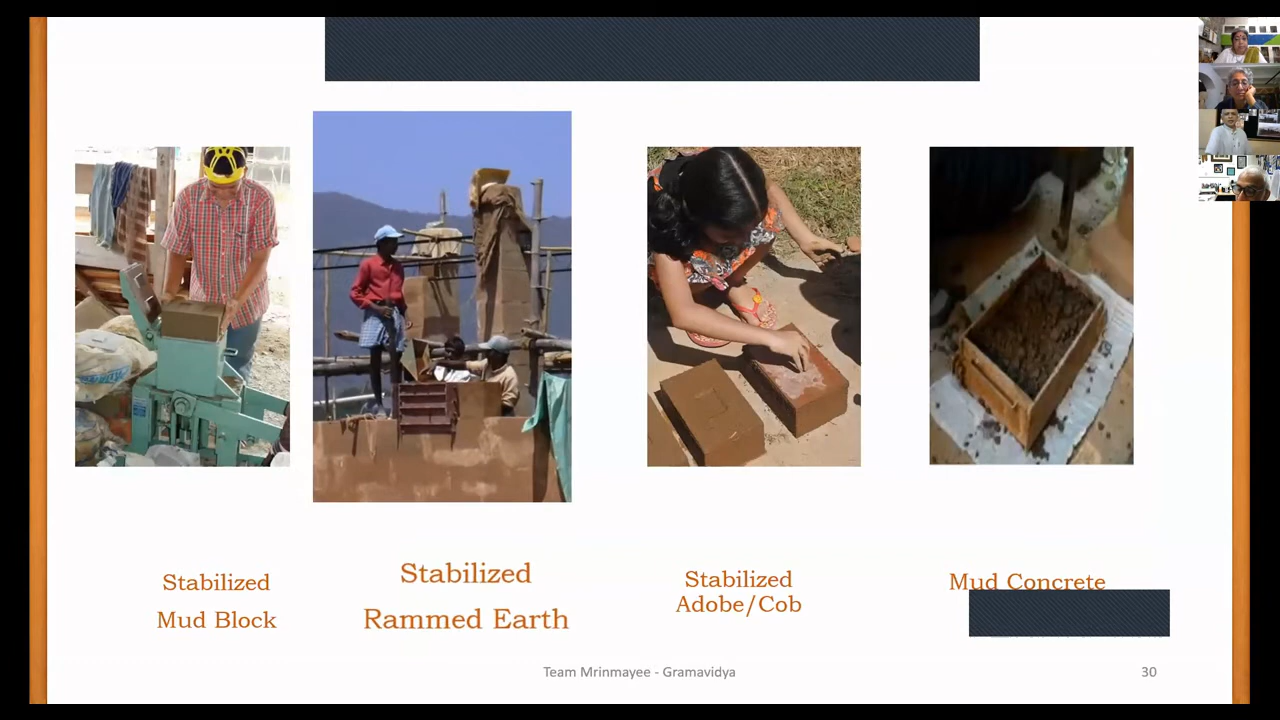 Stabilized
Mud Block
Stabilized
Rammed Earth
Stabilized
Adobe/Cob
Mud Concrete
Team Mrinmayee - Gramavidya
30